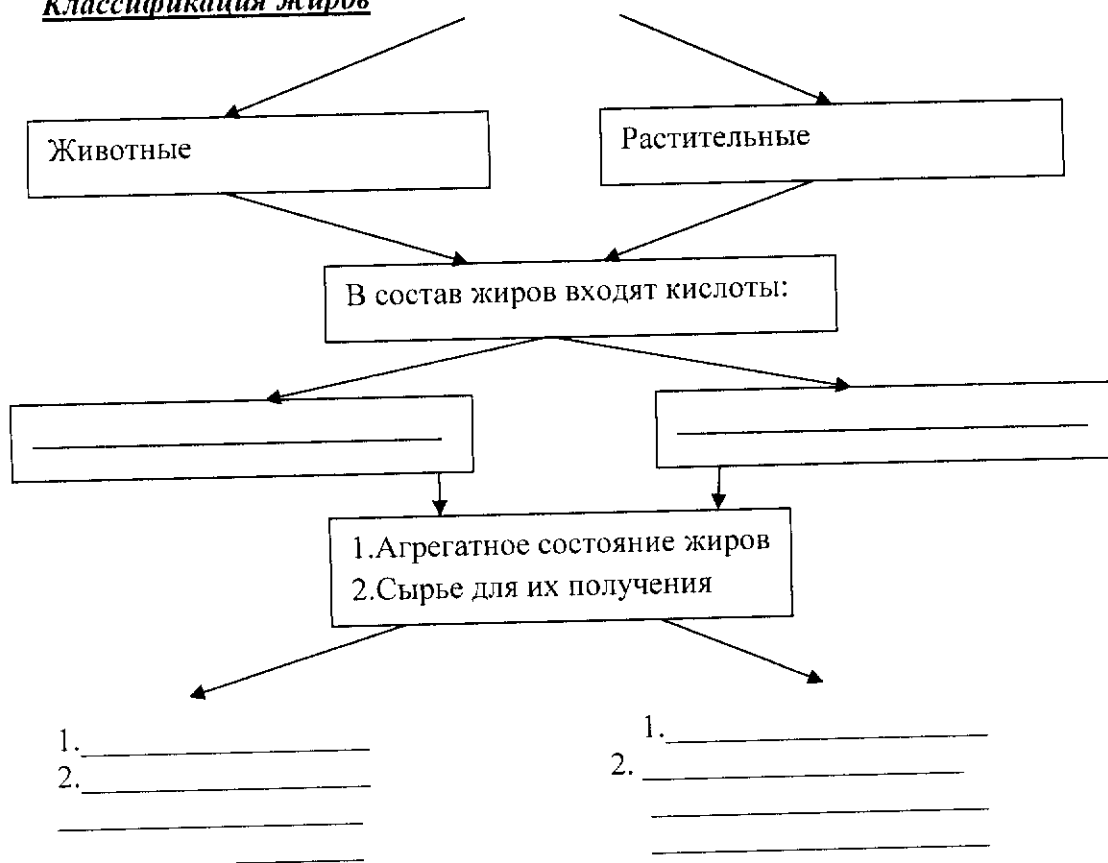 Классификация жиров
Животные
Растительные
В состав жиров входят кислоты:
1.Агрегатное состояние жиров
2.Сырье для их получения
1.
2.
1.
2.